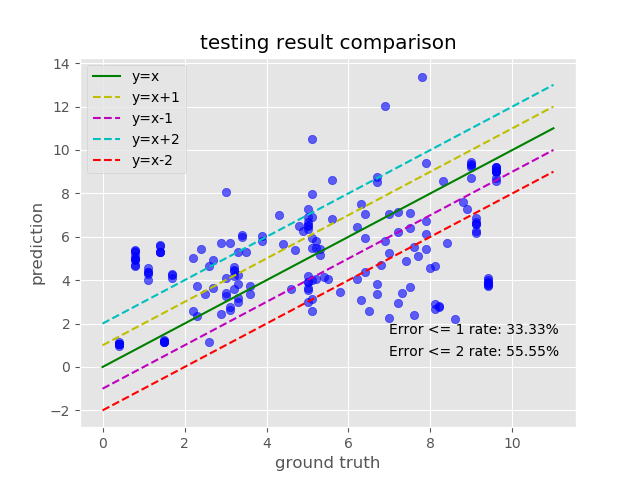 testing result comparison
14
12
10
8
6
4
2
0
−2
prediction
y=x
y=x+1
y=x-1
y=x+2
y=x-2
Error <= 1 rate: 33.33%
Error <= 2 rate: 55.55%
0 2 4 6 8 10
ground truth